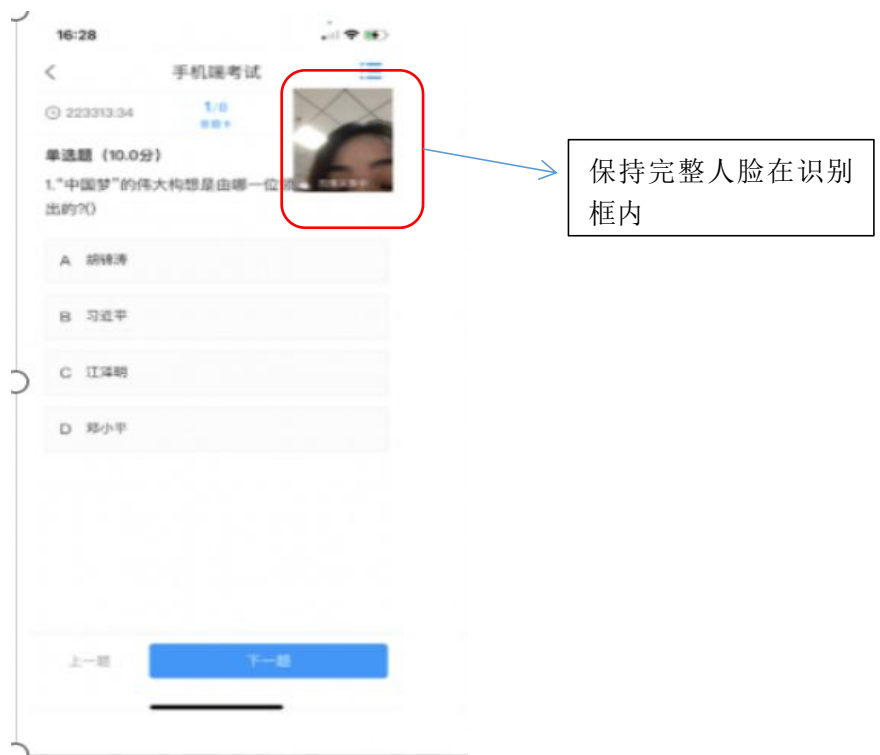 16:28
手机端考试
223313:34
1/8
单选题（10.0分）
1."中国梦"的伟大构想是由哪一位
出的?()
A 胡锦涛
B 习近平
C 江泽明
D 邓小平
上一题
下一题
保持完整人脸在识别
框内